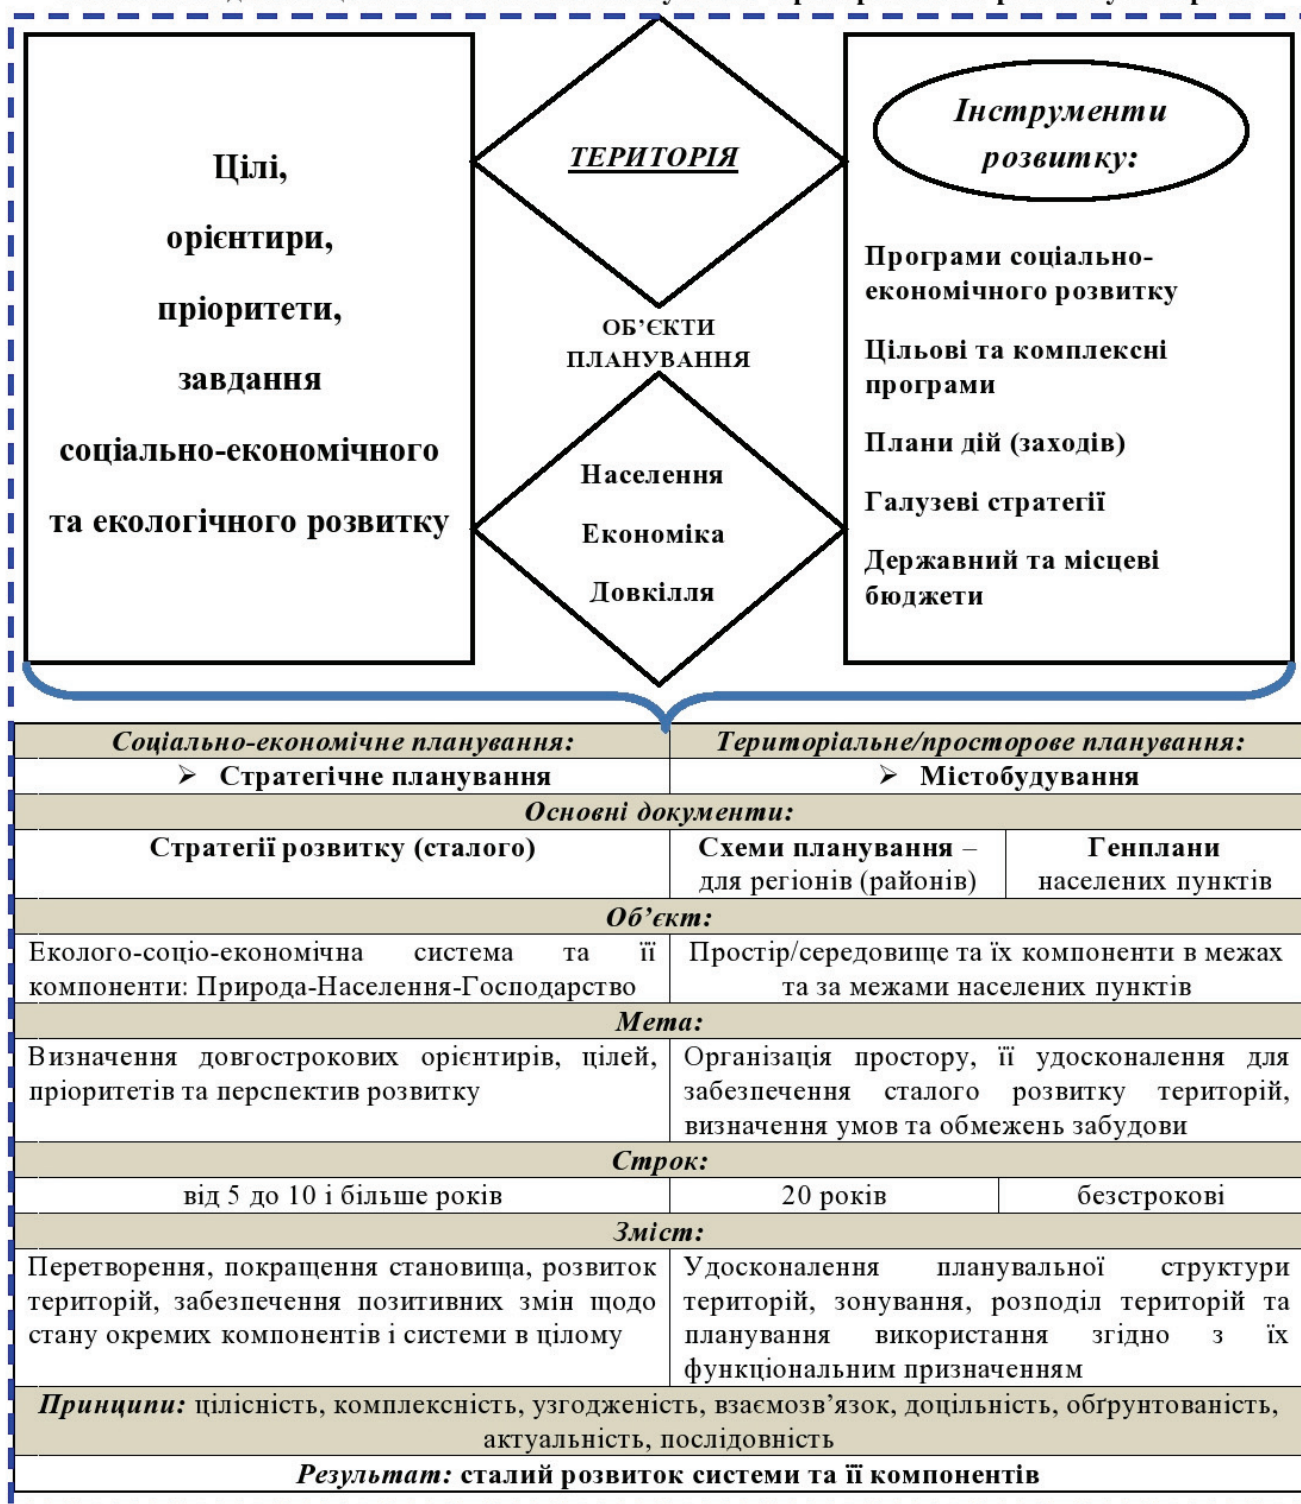 Цілі,
орієнтири,
пріоритети,
завдання
соціально-економічного
та екологічного розвитку
ТЕРИТОРІЯ
ОБ’ЄКТИ
ПЛАНУВАННЯ
Населення
Економіка
Довкілля
Інструменти
розвитку:
Програми соціально-
економічного розвитку
Цільові та комплексні
програми
Плани дій (заходів)
Галузеві стратегії
Державний та місцеві
бюджети
Соціально-економічне планування:
Територіальне/просторове планування:
➢ Стратегічне планування
➢ Містобудування
Основні документи:
Стратегії розвитку (сталого)
Схеми планування –
для регіонів (районів)
Генплани
населених пунктів
Об’єкт:
Еколого-соціо-економічна система та її
компоненти: Природа-Населення-Господарство
Простір/середовище та їх компоненти в межах
та за межами населених пунктів
Мета:
Визначення довгострокових орієнтирів, цілей,
пріоритетів та перспектив розвитку
Організація простору, її удосконалення для
забезпечення сталого розвитку територій,
визначення умов та обмежень забудови
Строк:
від 5 до 10 і більше років
20 років
безстрокові
Зміст:
Перетворення, покращення становища, розвиток
територій, забезпечення позитивних змін щодо
стану окремих компонентів і системи в цілому
Удосконалення планувальної структури
територій, зонування, розподіл територій та
планування використання згідно з їх
функціональним призначенням
Принципи: цілісність, комплексність, узгодженість, взаємозв’язок, доцільність, обґрунтованість,
актуальність, послідовність
Результат: сталий розвиток системи та її компонентів